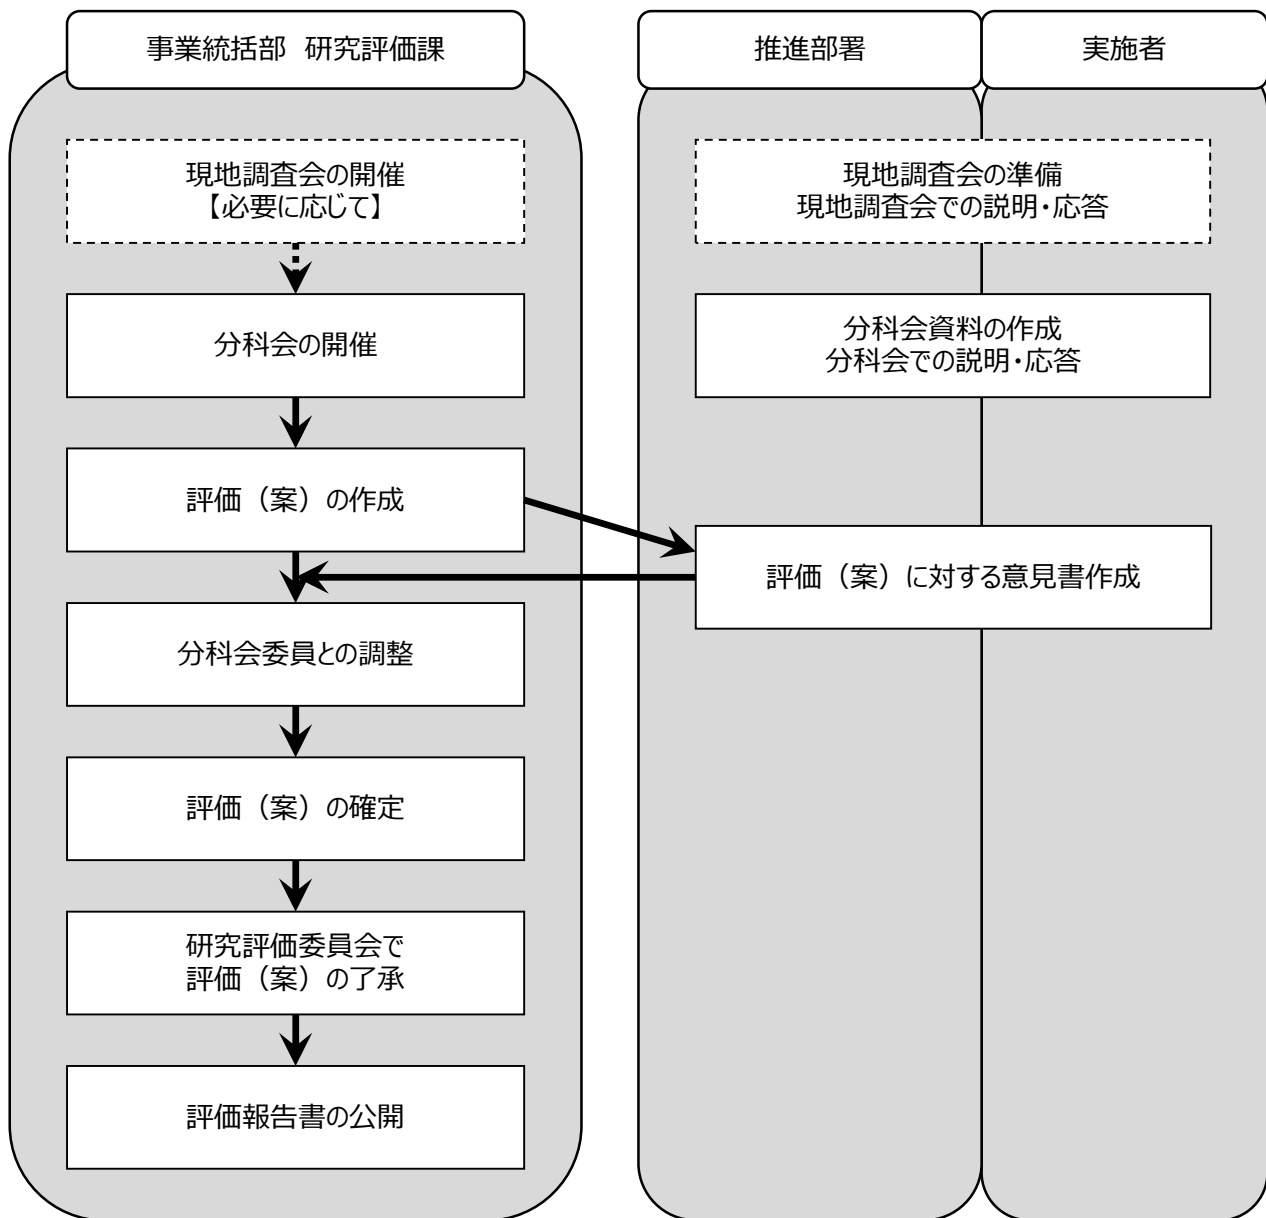 事業統括部 研究評価課
推進部署
実施者
現地調査会の開催
【必要に応じて】
現地調査会の準備
現地調査会での説明・応答
分科会の開催
分科会資料の作成
分科会での説明・応答
評価（案）の作成
評価（案）に対する意見書作成
分科会委員との調整
評価（案）の確定
研究評価委員会で
評価（案）の了承
評価報告書の公開